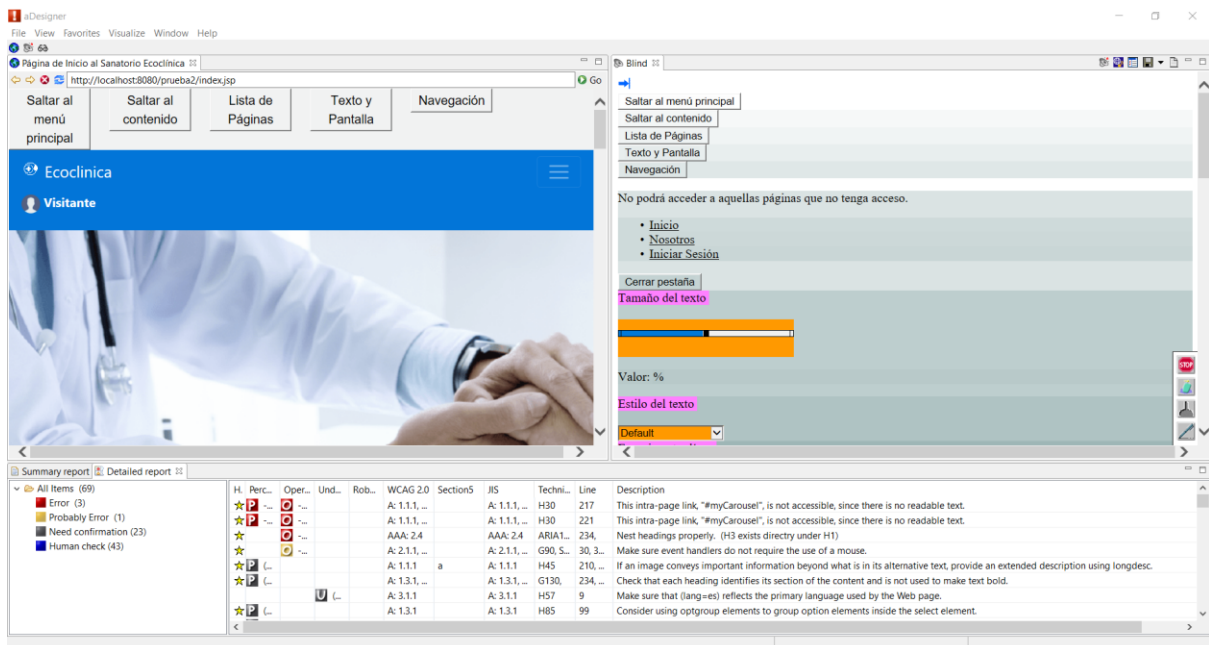 aDesigner
File View Favorites Visualize Window Help
Página de Inicio al Sanatorio Ecoclínica
http://localhost:8080/prueba2/index.jsp
Go
Saltar al menú principal
Saltar al contenido
Lista de Páginas
Texto y Pantalla
Navegación
Ecoclinica
Visitante
Blind
Saltar al menú principal
Saltar al contenido
Lista de Páginas
Texto y Pantalla
Navegación
No podrá acceder a aquellas páginas que no tenga acceso.
• Inicio
• Nosotros
• Iniciar Sesión
Cerrar pestaña
Tamaño del texto
Valor: %
Estilo del texto
Default
STOP
Summary report Detailed report
All Items (69)
Error (3)
Probably Error (1)
Need confirmation (23)
Human check (43)
H. Perc... Oper... Und... Rob... WCAG 2.0 Section5 JIS Techni... Line Description
P -... O -... A: 1.1.1, ... A: 1.1.1, ... H30 217 This intra-page link, "#myCarousel", is not accessible, since there is no readable text.
P -... O -... A: 1.1.1, ... A: 1.1.1, ... H30 221 This intra-page link, "#myCarousel", is not accessible, since there is no readable text.
O -... AAA: 2.4 AAA: 2.4 ARIA1... 234, Nest headings properly. (H3 exists directry under H1)
O -... A: 2.1.1, ... A: 2.1.1, ... G90, S... 30, 3... Make sure event handlers do not require the use of a mouse.
P (... A: 1.1.1 a A: 1.1.1 H45 210, ... If an image conveys important information beyond what is in its alternative text, provide an extended description using longdesc.
P (... A: 1.3.1, ... A: 1.3.1, ... G130, 234, ... Check that each heading identifies its section of the content and is not used to make text bold.
U (... A: 3.1.1 A: 3.1.1 H57 9 Make sure that (lang=es) reflects the primary language used by the Web page.
P (... A: 1.3.1 A: 1.3.1 H85 99 Consider using optgroup elements to group option elements inside the select element.